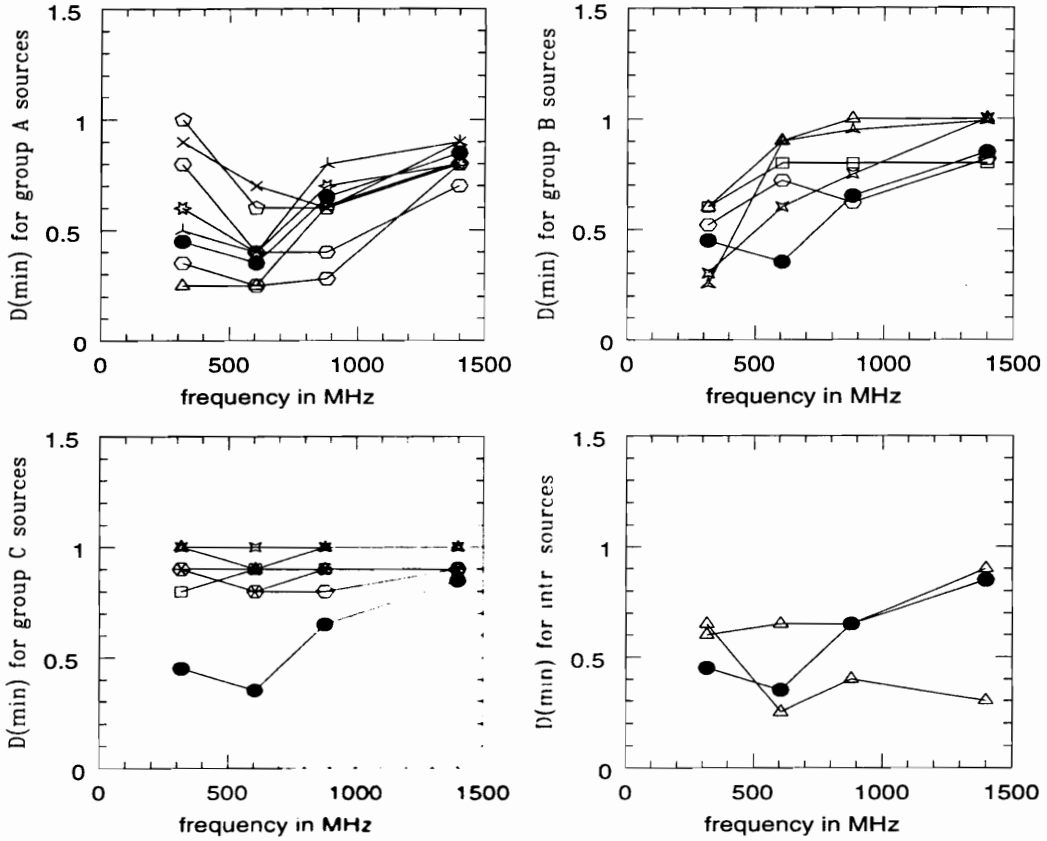 1.5
1
0.5
0
D(min) for group A sources
0 500 1000 1500
frequency in MHz
1.5
1
0.5
0
D(min) for group B sources
0 500 1000 1500
frequency in MHz
1.5
1
0.5
0
D(min) for group C sources
0 500 1000 1500
frequency in MHz
1.5
1
0.5
0
D(min) for intr sources
0 500 1000 1500
frequency in MHz